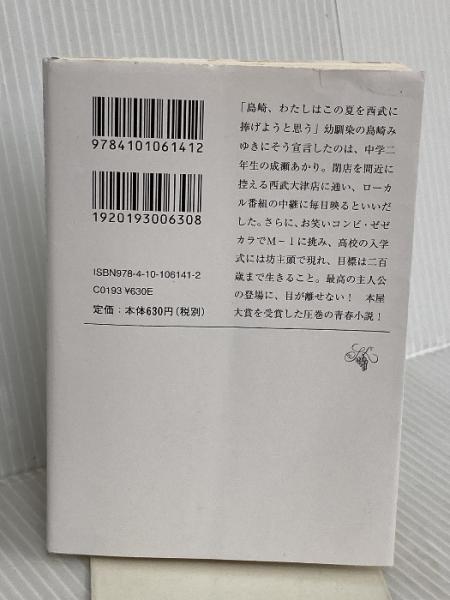 9784101061412
1920193006308
ISBN978-4-10-106141-2
C0193 ¥630E
定価:本体630円(税別)
「島崎、わたしはこの夏を西武に
捧げようと思う」幼馴染の島崎み
ゆきにそう宣言したのは、中学二
年生の成瀬あかり。閉店を間近に
控える西武大津店に通い、ローカ
ル番組の中継に毎日映るといいだ
した。さらに、お笑いコンビ・ゼゼ
カラでM-1に挑み、高校の入学
式には坊主頭で現れ、目標は二百
歳まで生きること。最高の主人公
の登場に、目が離せない! 本屋
大賞を受賞した圧巻の青春小説!